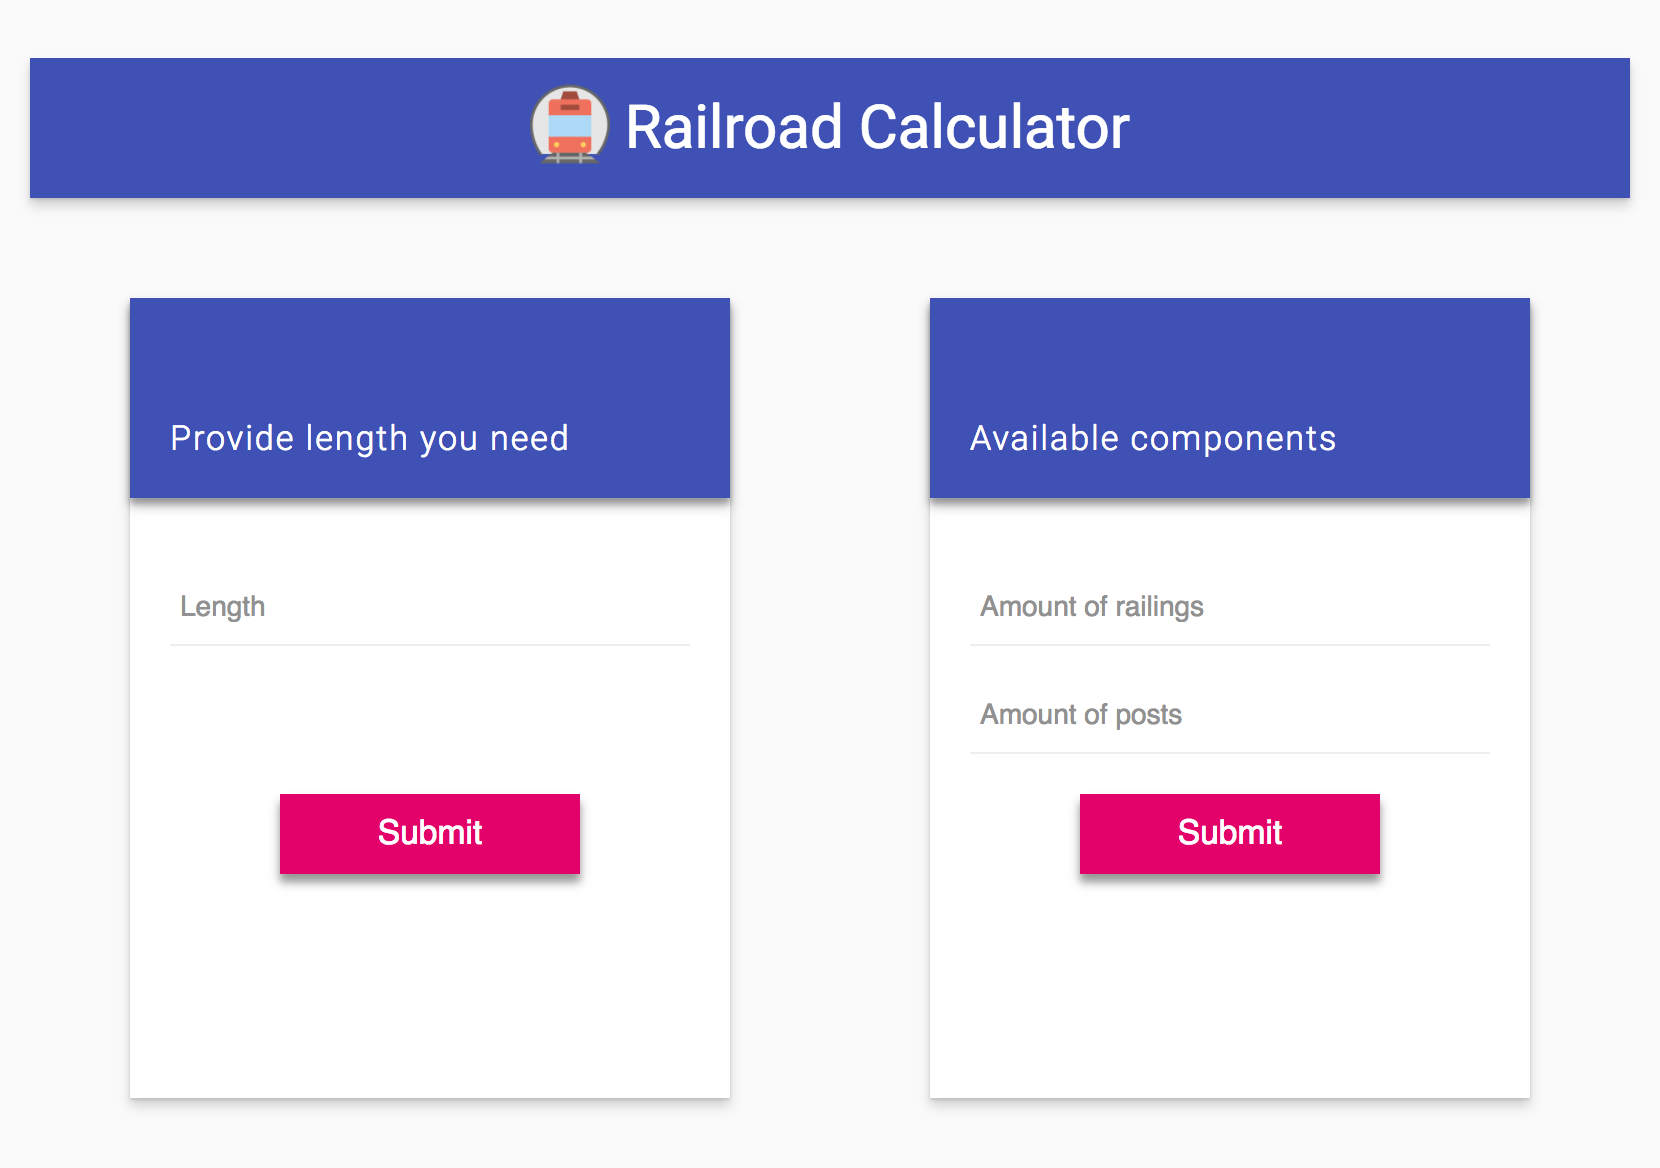 Railroad Calculator
Provide length you need
Length
Submit
Available components
Amount of railings
Amount of posts
Submit